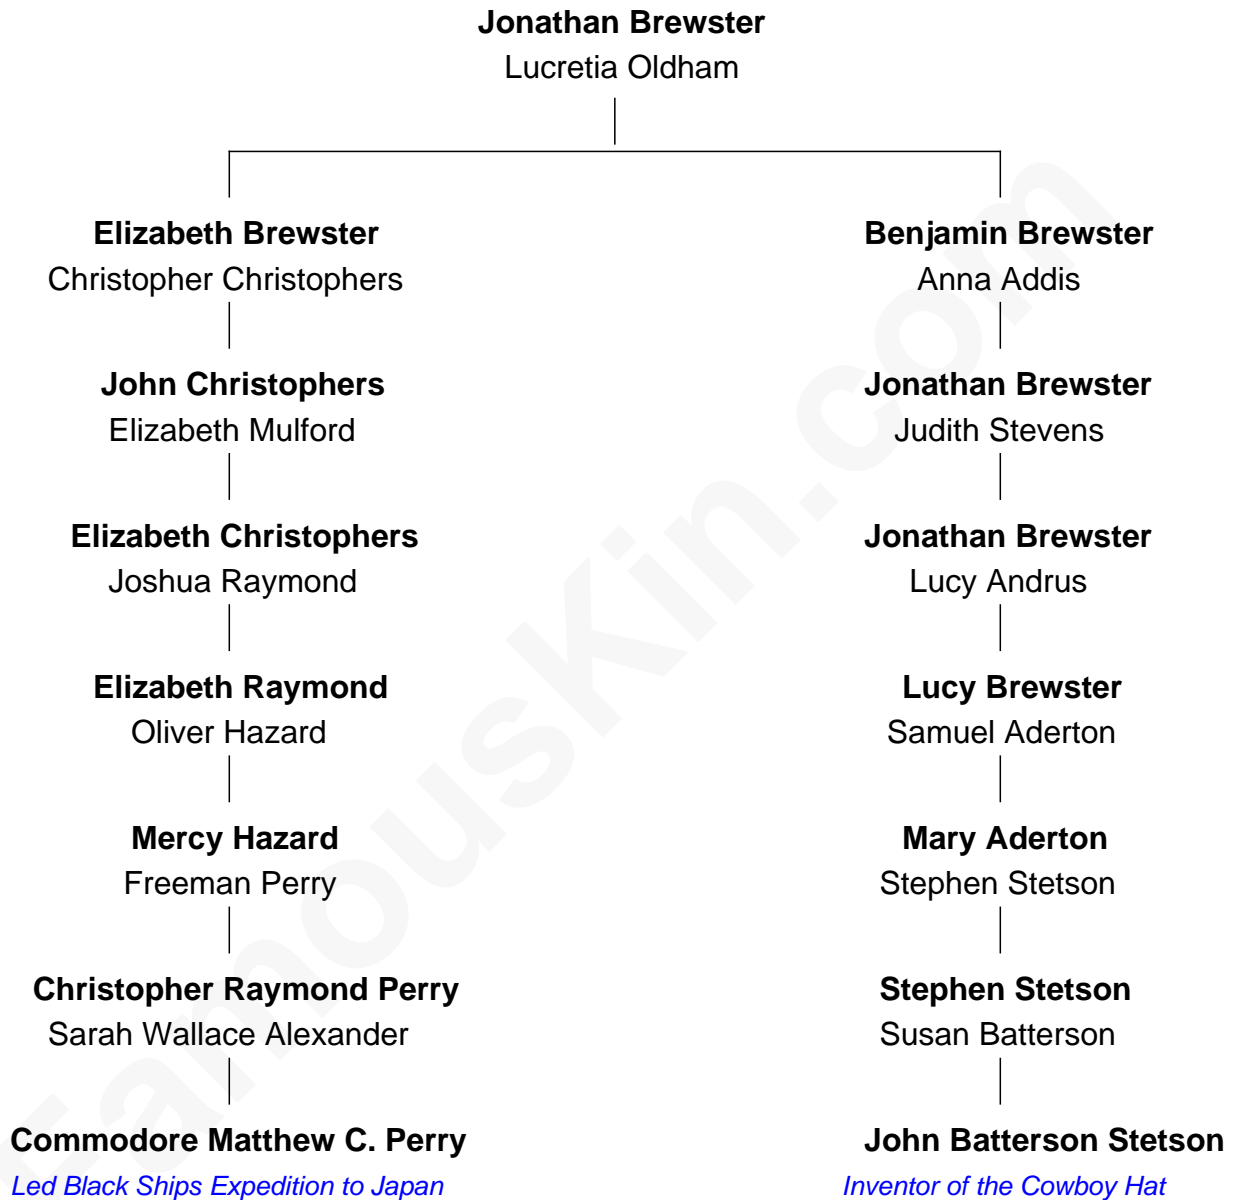 Jonathan Brewster
Lucretia Oldham
Elizabeth Brewster
Christopher Christophers
Benjamin Brewster
Anna Addis
John Christophers
Elizabeth Mulford
Jonathan Brewster
Judith Stevens
Elizabeth Christophers
Joshua Raymond
Jonathan Brewster
Lucy Andrus
Elizabeth Raymond
Oliver Hazard
Lucy Brewster
Samuel Aderton
Mercy Hazard
Freeman Perry
Mary Aderton
Stephen Stetson
Christopher Raymond Perry
Sarah Wallace Alexander
Stephen Stetson
Susan Batterson
Commodore Matthew C. Perry
Led Black Ships Expedition to Japan
John Batterson Stetson
Inventor of the Cowboy Hat
FamousKin.com